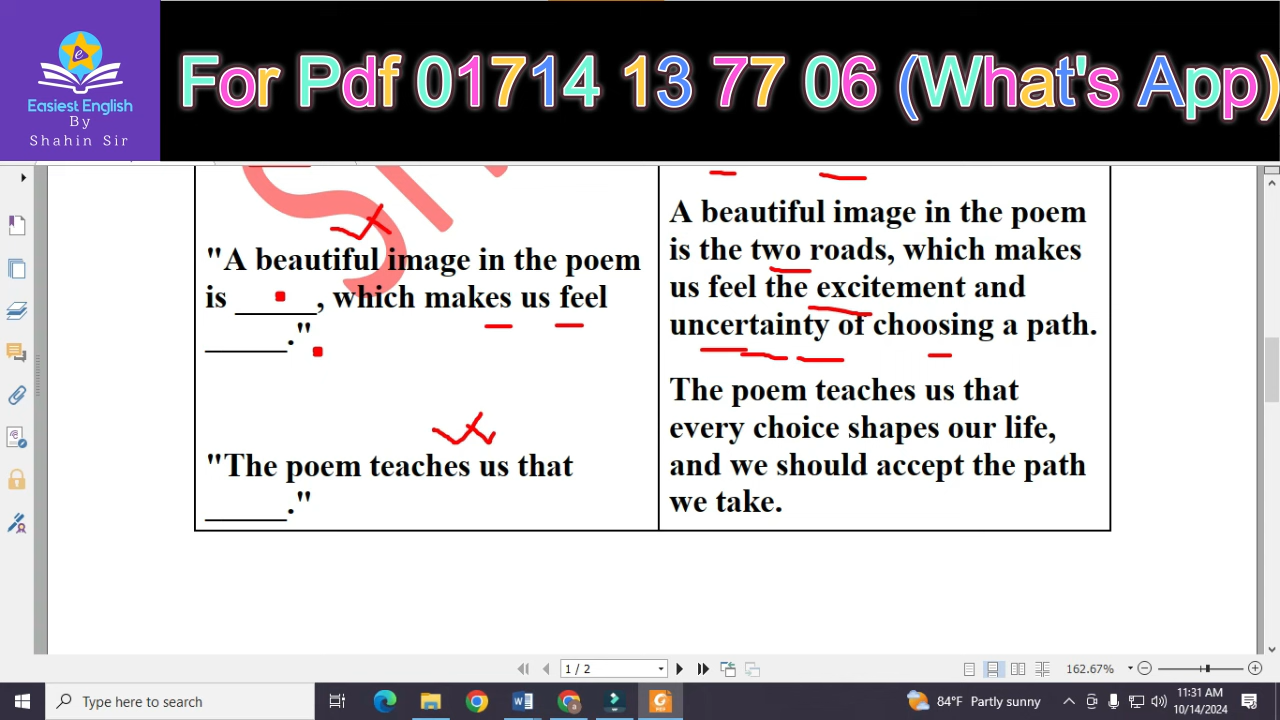 For Pdf 01714 13 77 06 (What's App)
e
Easiest English
By
Shahin Sir
"A beautiful image in the poem
is _____, which makes us feel
_____."
"The poem teaches us that
_____."
A beautiful image in the poem
is the two roads, which makes
us feel the excitement and
uncertainty of choosing a path.
The poem teaches us that
every choice shapes our life,
and we should accept the path
we take.
1 / 2
162.67%
Type here to search
84°F Partly sunny
11:31 AM
10/14/2024